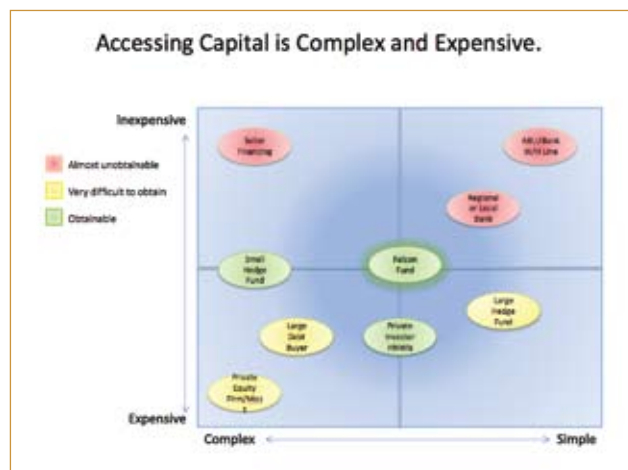 Accessing Capital is Complex and Expensive.
Inexpensive
Seller
Financing
Almost unobtainable
Very difficult to obtain
Obtainable
Regional
or Local
Bank
Small
Hedge
Fund
Falcon
Fund
Large
Hedge
Fund
Large
Debt
Buyer
Private
Investor
Private
Equity
Expensive
Complex
Simple